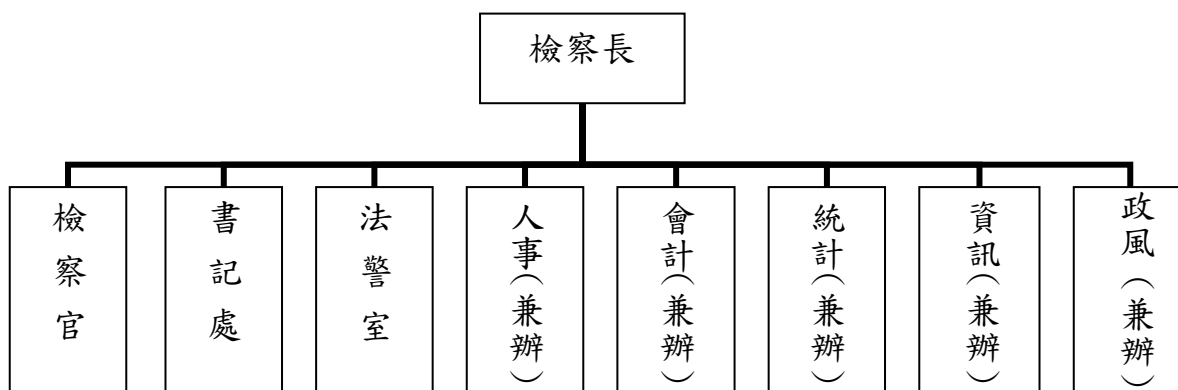 檢察長
檢察官
書記處
法警室
人事(兼辦)
會計(兼辦)
統計(兼辦)
資訊(兼辦)
政風(兼辦)